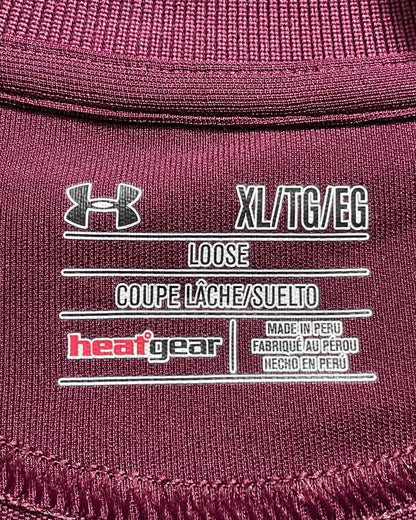 XL/TG/EG
LOOSE
COUPE LÂCHE/SUELTO
heatgear
MADE IN PERU
FABRIQUÉ AU PÉROU
HECHO EN PERÚ